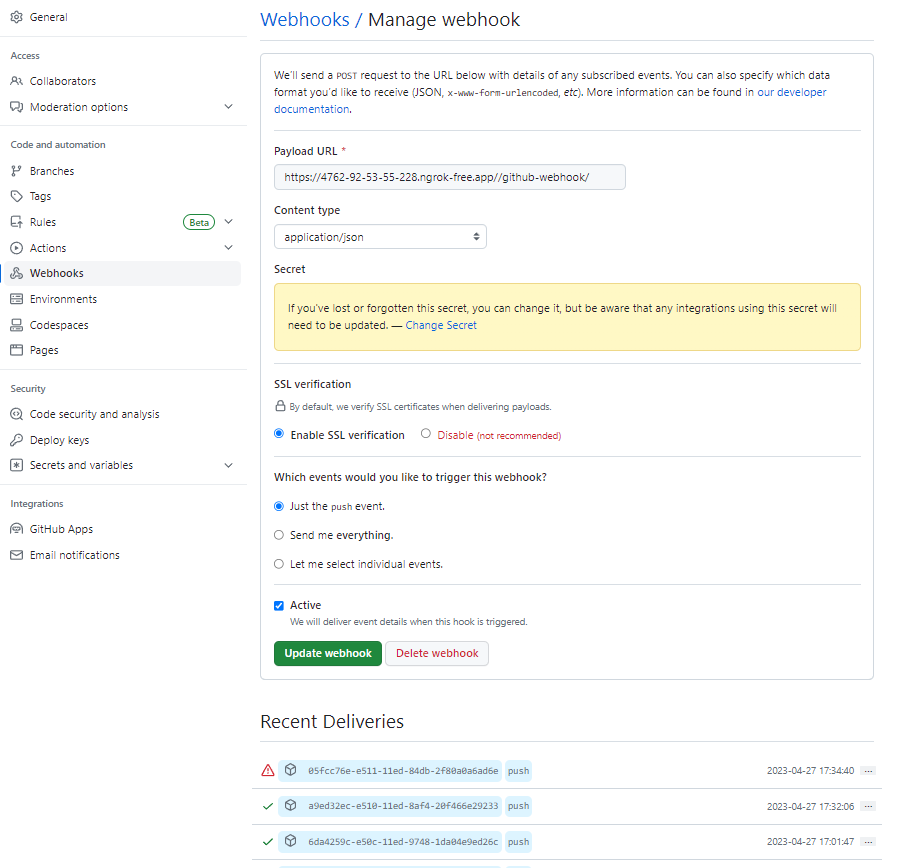 General
Access
Collaborators
Moderation options
Code and automation
Branches
Tags
Rules Beta
Actions
Webhooks
Environments
Codespaces
Pages
Security
Code security and analysis
Deploy keys
Secrets and variables
Integrations
GitHub Apps
Email notifications
Webhooks / Manage webhook
We'll send a POST request to the URL below with details of any subscribed events. You can also specify which data
format you'd like to receive (JSON, x-www-form-urlencoded, etc). More information can be found in our developer
documentation.
Payload URL *
https://4762-92-53-55-228.ngrok-free.app//github-webhook/
Content type
application/json
Secret
If you've lost or forgotten this secret, you can change it, but be aware that any integrations using this secret will
need to be updated. — Change Secret
SSL verification
By default, we verify SSL certificates when delivering payloads.
Enable SSL verification Disable (not recommended)
Which events would you like to trigger this webhook?
Just the push event.
Send me everything.
Let me select individual events.
Active
We will deliver event details when this hook is triggered.
Update webhook Delete webhook
Recent Deliveries
05fcc76e-e511-11ed-84db-2f80a0a6ad6e push 2023-04-27 17:34:40 ...
a9ed32ec-e510-11ed-8af4-20f466e29233 push 2023-04-27 17:32:06 ...
6da4259c-e50c-11ed-9748-1da04e9ed26c push 2023-04-27 17:01:47 ...